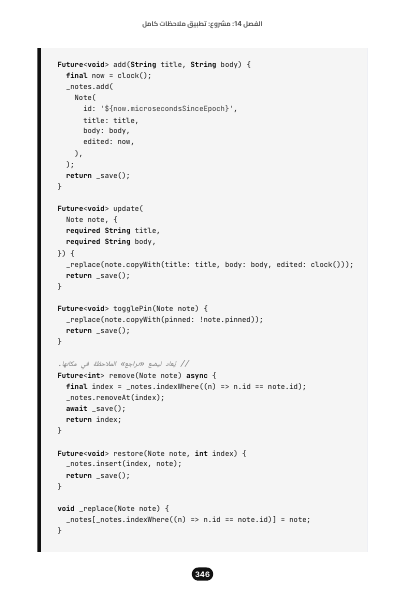 الفصل 14: مشروع: تطبيق ملاحظات كامل
Future<void> add(String title, String body) {
final now = clock();
_notes.add(
Note(
id: '${now.microsecondsSinceEpoch}',
title: title,
body: body,
edited: now,
),
);
return _save();
}
Future<void> update(
Note note, {
required String title,
required String body,
}) {
_replace(note.copyWith(title: title, body: body, edited: clock()));
return _save();
}
Future<void> togglePin(Note note) {
_replace(note.copyWith(pinned: !note.pinned));
return _save();
}
// يُعاد ليضع «تراجع» الملاحظة في مكانها.
Future<int> remove(Note note) async {
final index = _notes.indexWhere((n) => n.id == note.id);
_notes.removeAt(index);
await _save();
return index;
}
Future<void> restore(Note note, int index) {
_notes.insert(index, note);
return _save();
}
void _replace(Note note) {
_notes[_notes.indexWhere((n) => n.id == note.id)] = note;
}
346